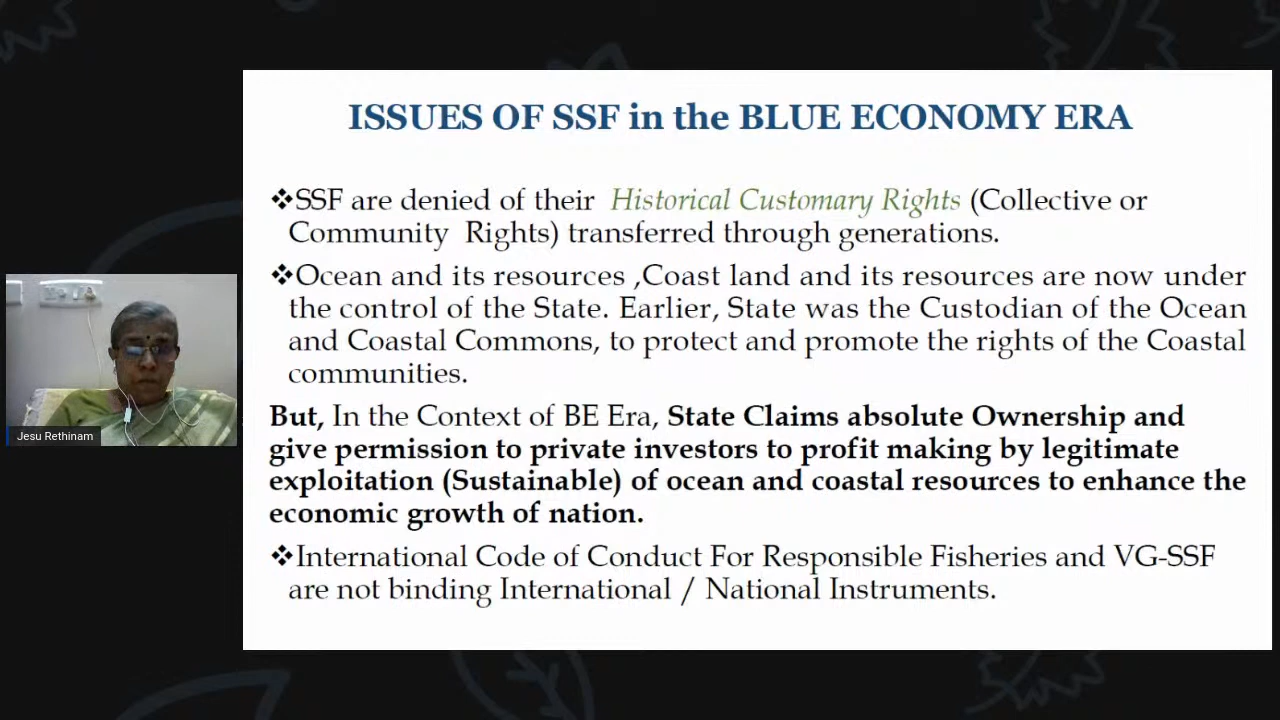 ISSUES OF SSF in the BLUE ECONOMY ERA
❖SSF are denied of their Historical Customary Rights (Collective or
Community Rights) transferred through generations.
❖Ocean and its resources ,Coast land and its resources are now under
the control of the State. Earlier, State was the Custodian of the Ocean
and Coastal Commons, to protect and promote the rights of the Coastal
communities.
But, In the Context of BE Era, State Claims absolute Ownership and
give permission to private investors to profit making by legitimate
exploitation (Sustainable) of ocean and coastal resources to enhance the
economic growth of nation.
❖International Code of Conduct For Responsible Fisheries and VG-SSF
are not binding International / National Instruments.
Jesu Rethinam